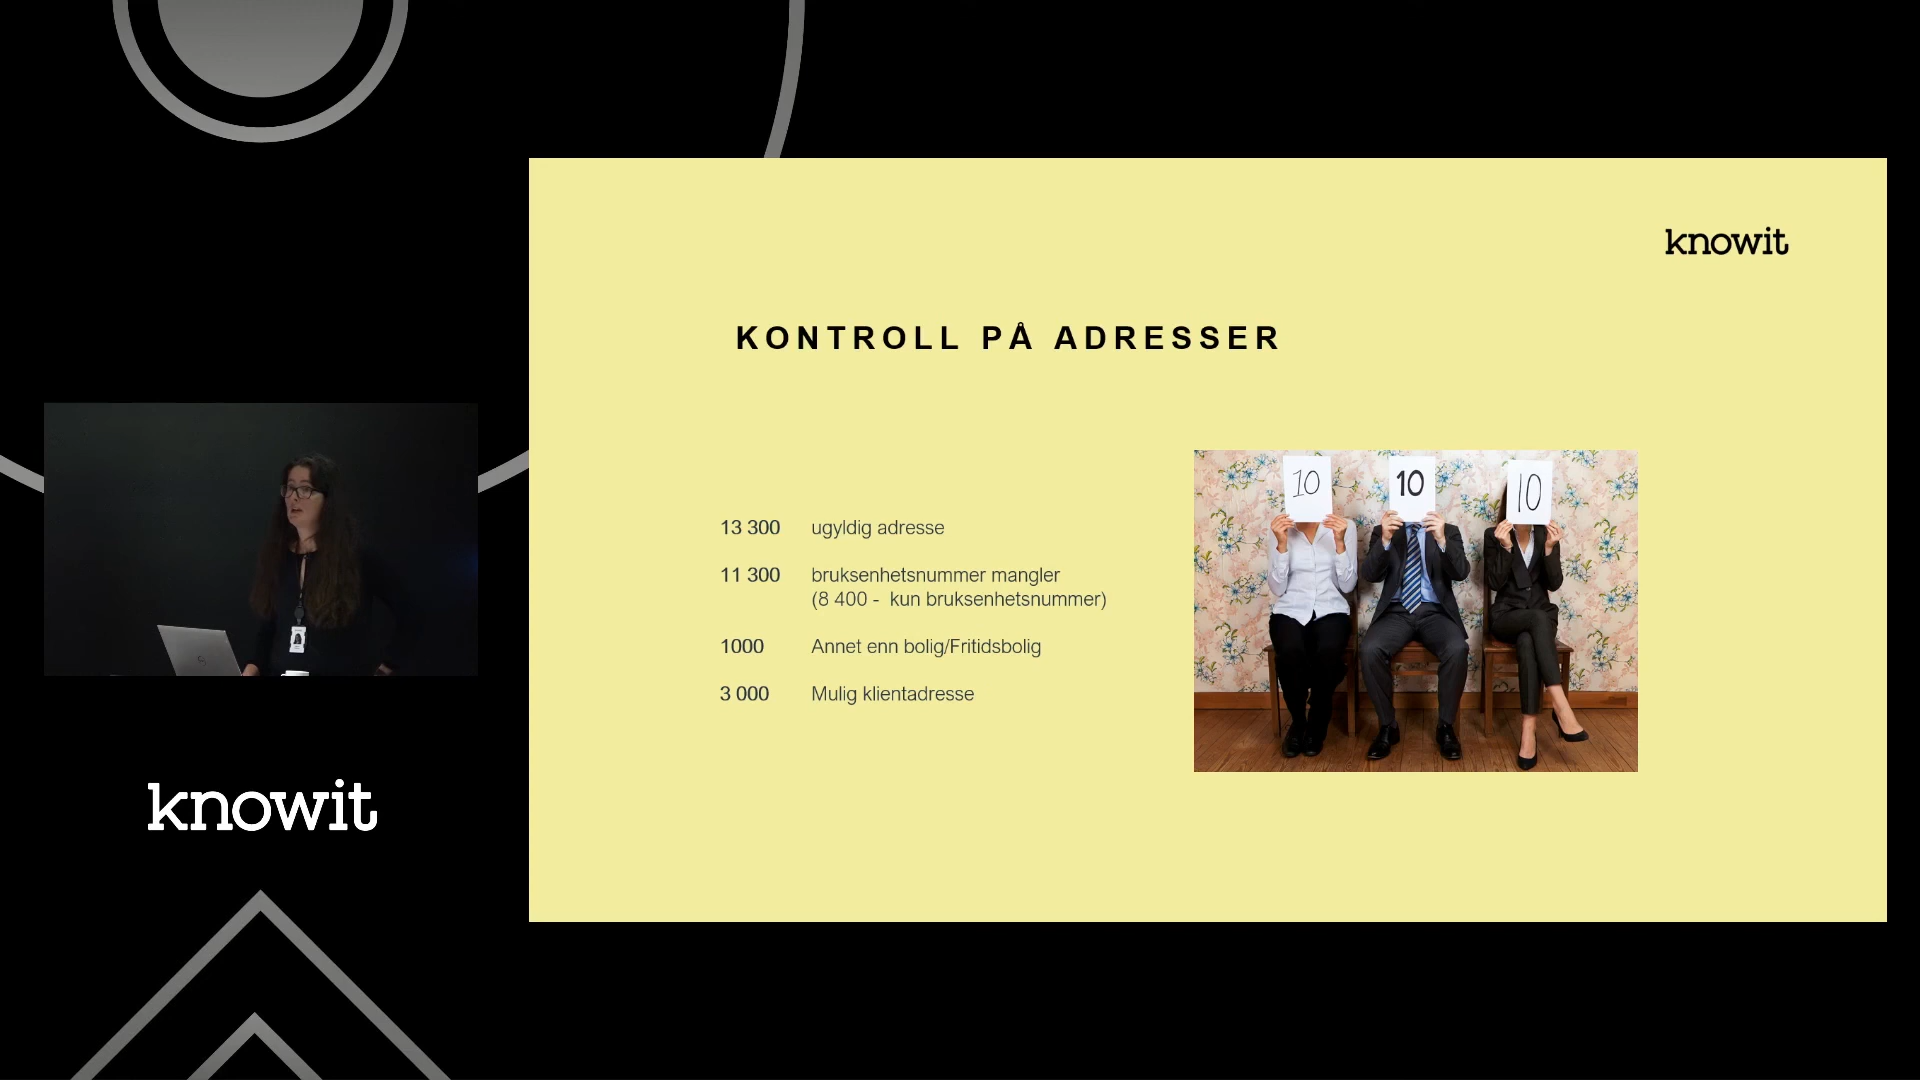 knowit
KONTROLL PÅ ADRESSER
13 300 ugyldig adresse
11 300 bruksenhetsnummer mangler
(8 400 - kun bruksenhetsnummer)
1000 Annet enn bolig/Fritidsbolig
3 000 Mulig klientadresse
10 10 10
knowit